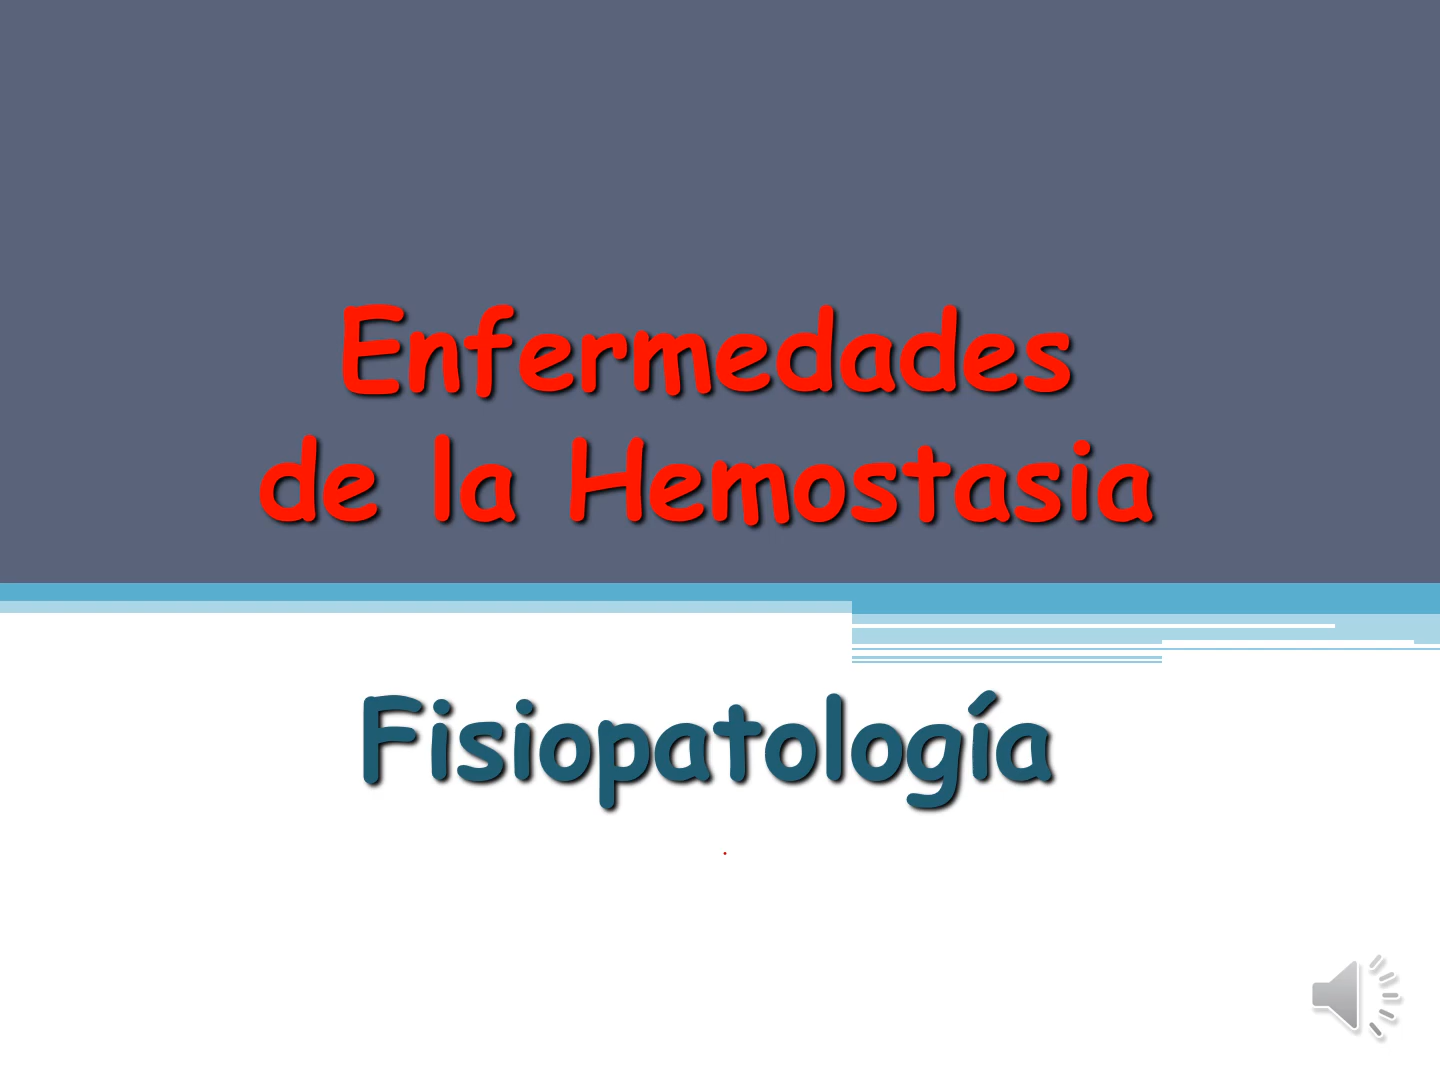 Enfermedades
de la Hemostasia
Fisiopatología
.